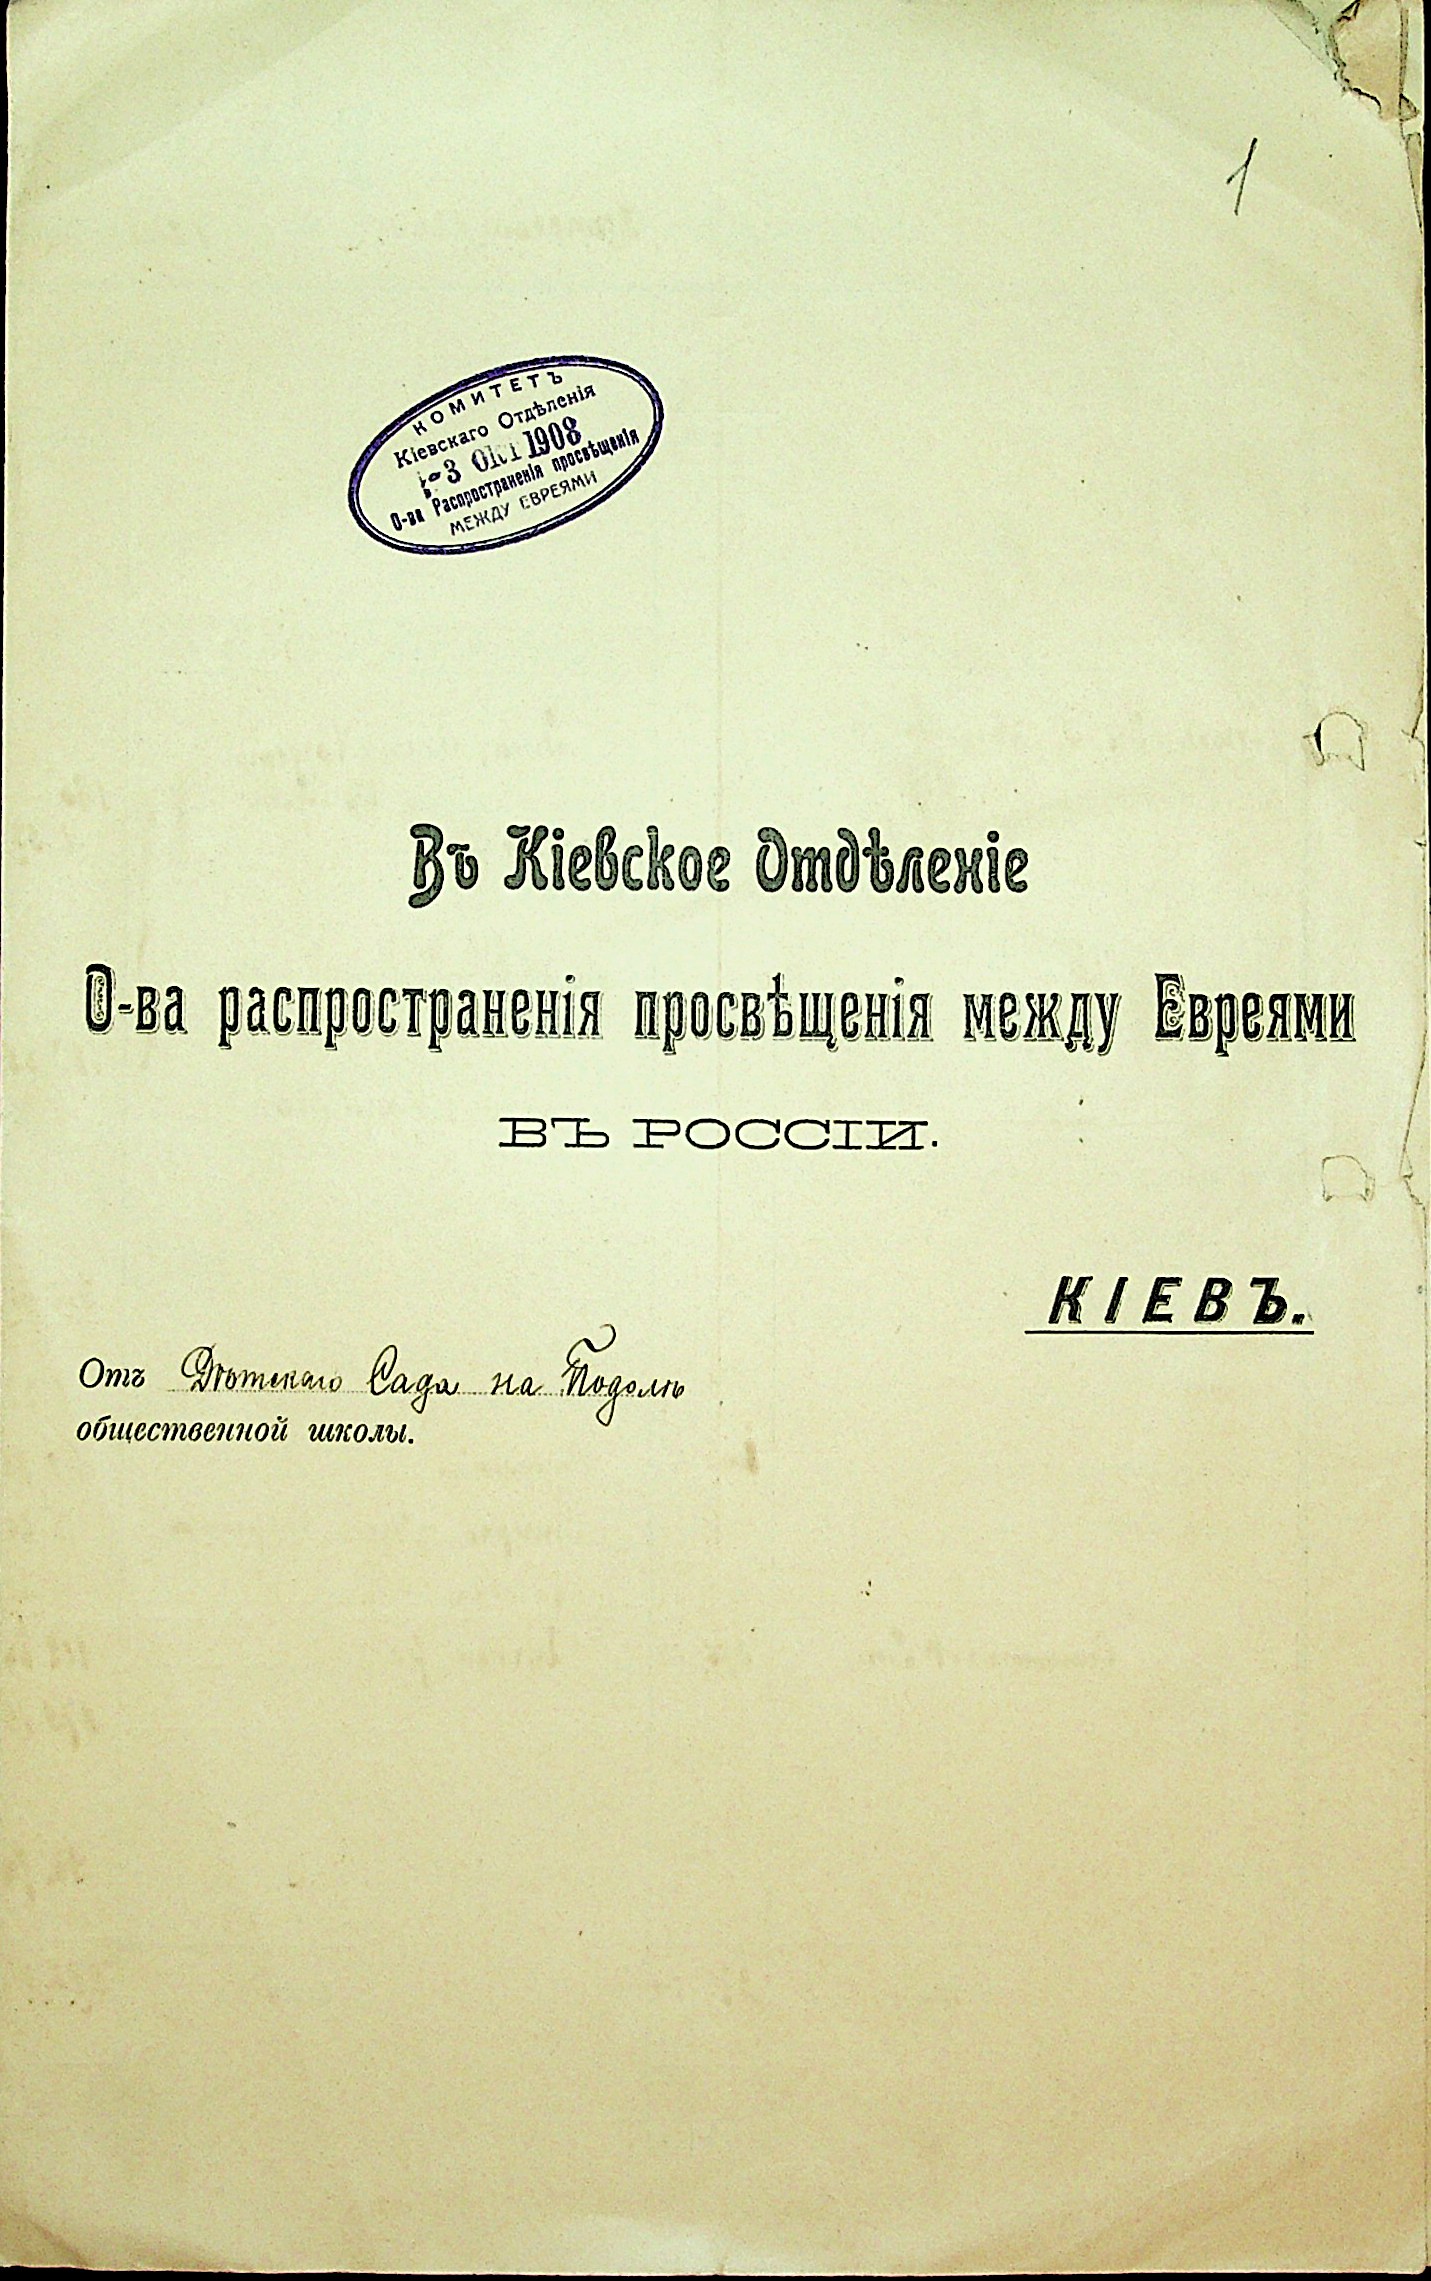 1
КОМИТЕТЪ
Кіевскаго Отдѣленія
3 ОКТ 1908
О-ва Распространенія просвѣщенія
МЕЖДУ ЕВРЕЯМИ
Въ Кіевское Отдѣленіе
О-ва распространенія просвѣщенія между Евреями
ВЪ РОССІИ.
КІЕВЪ.
Отъ Дѣтскаго Сада на Подолѣ
общественной школы.